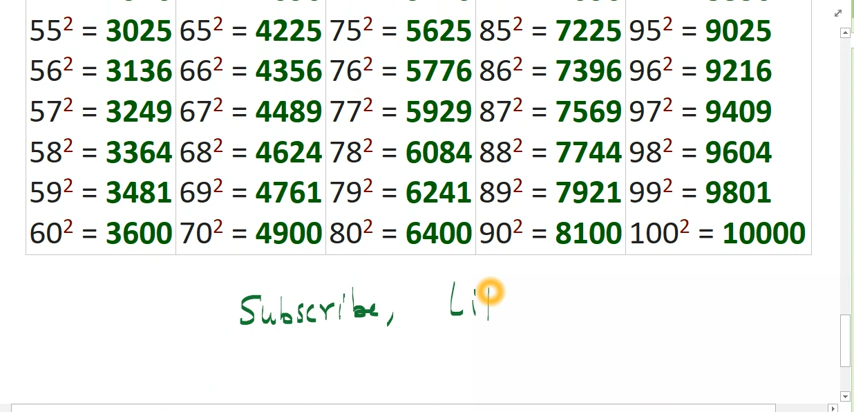 55² = 3025 65² = 4225 75² = 5625 85² = 7225 95² = 9025
56² = 3136 66² = 4356 76² = 5776 86² = 7396 96² = 9216
57² = 3249 67² = 4489 77² = 5929 87² = 7569 97² = 9409
58² = 3364 68² = 4624 78² = 6084 88² = 7744 98² = 9604
59² = 3481 69² = 4761 79² = 6241 89² = 7921 99² = 9801
60² = 3600 70² = 4900 80² = 6400 90² = 8100 100² = 10000
Subscribe,